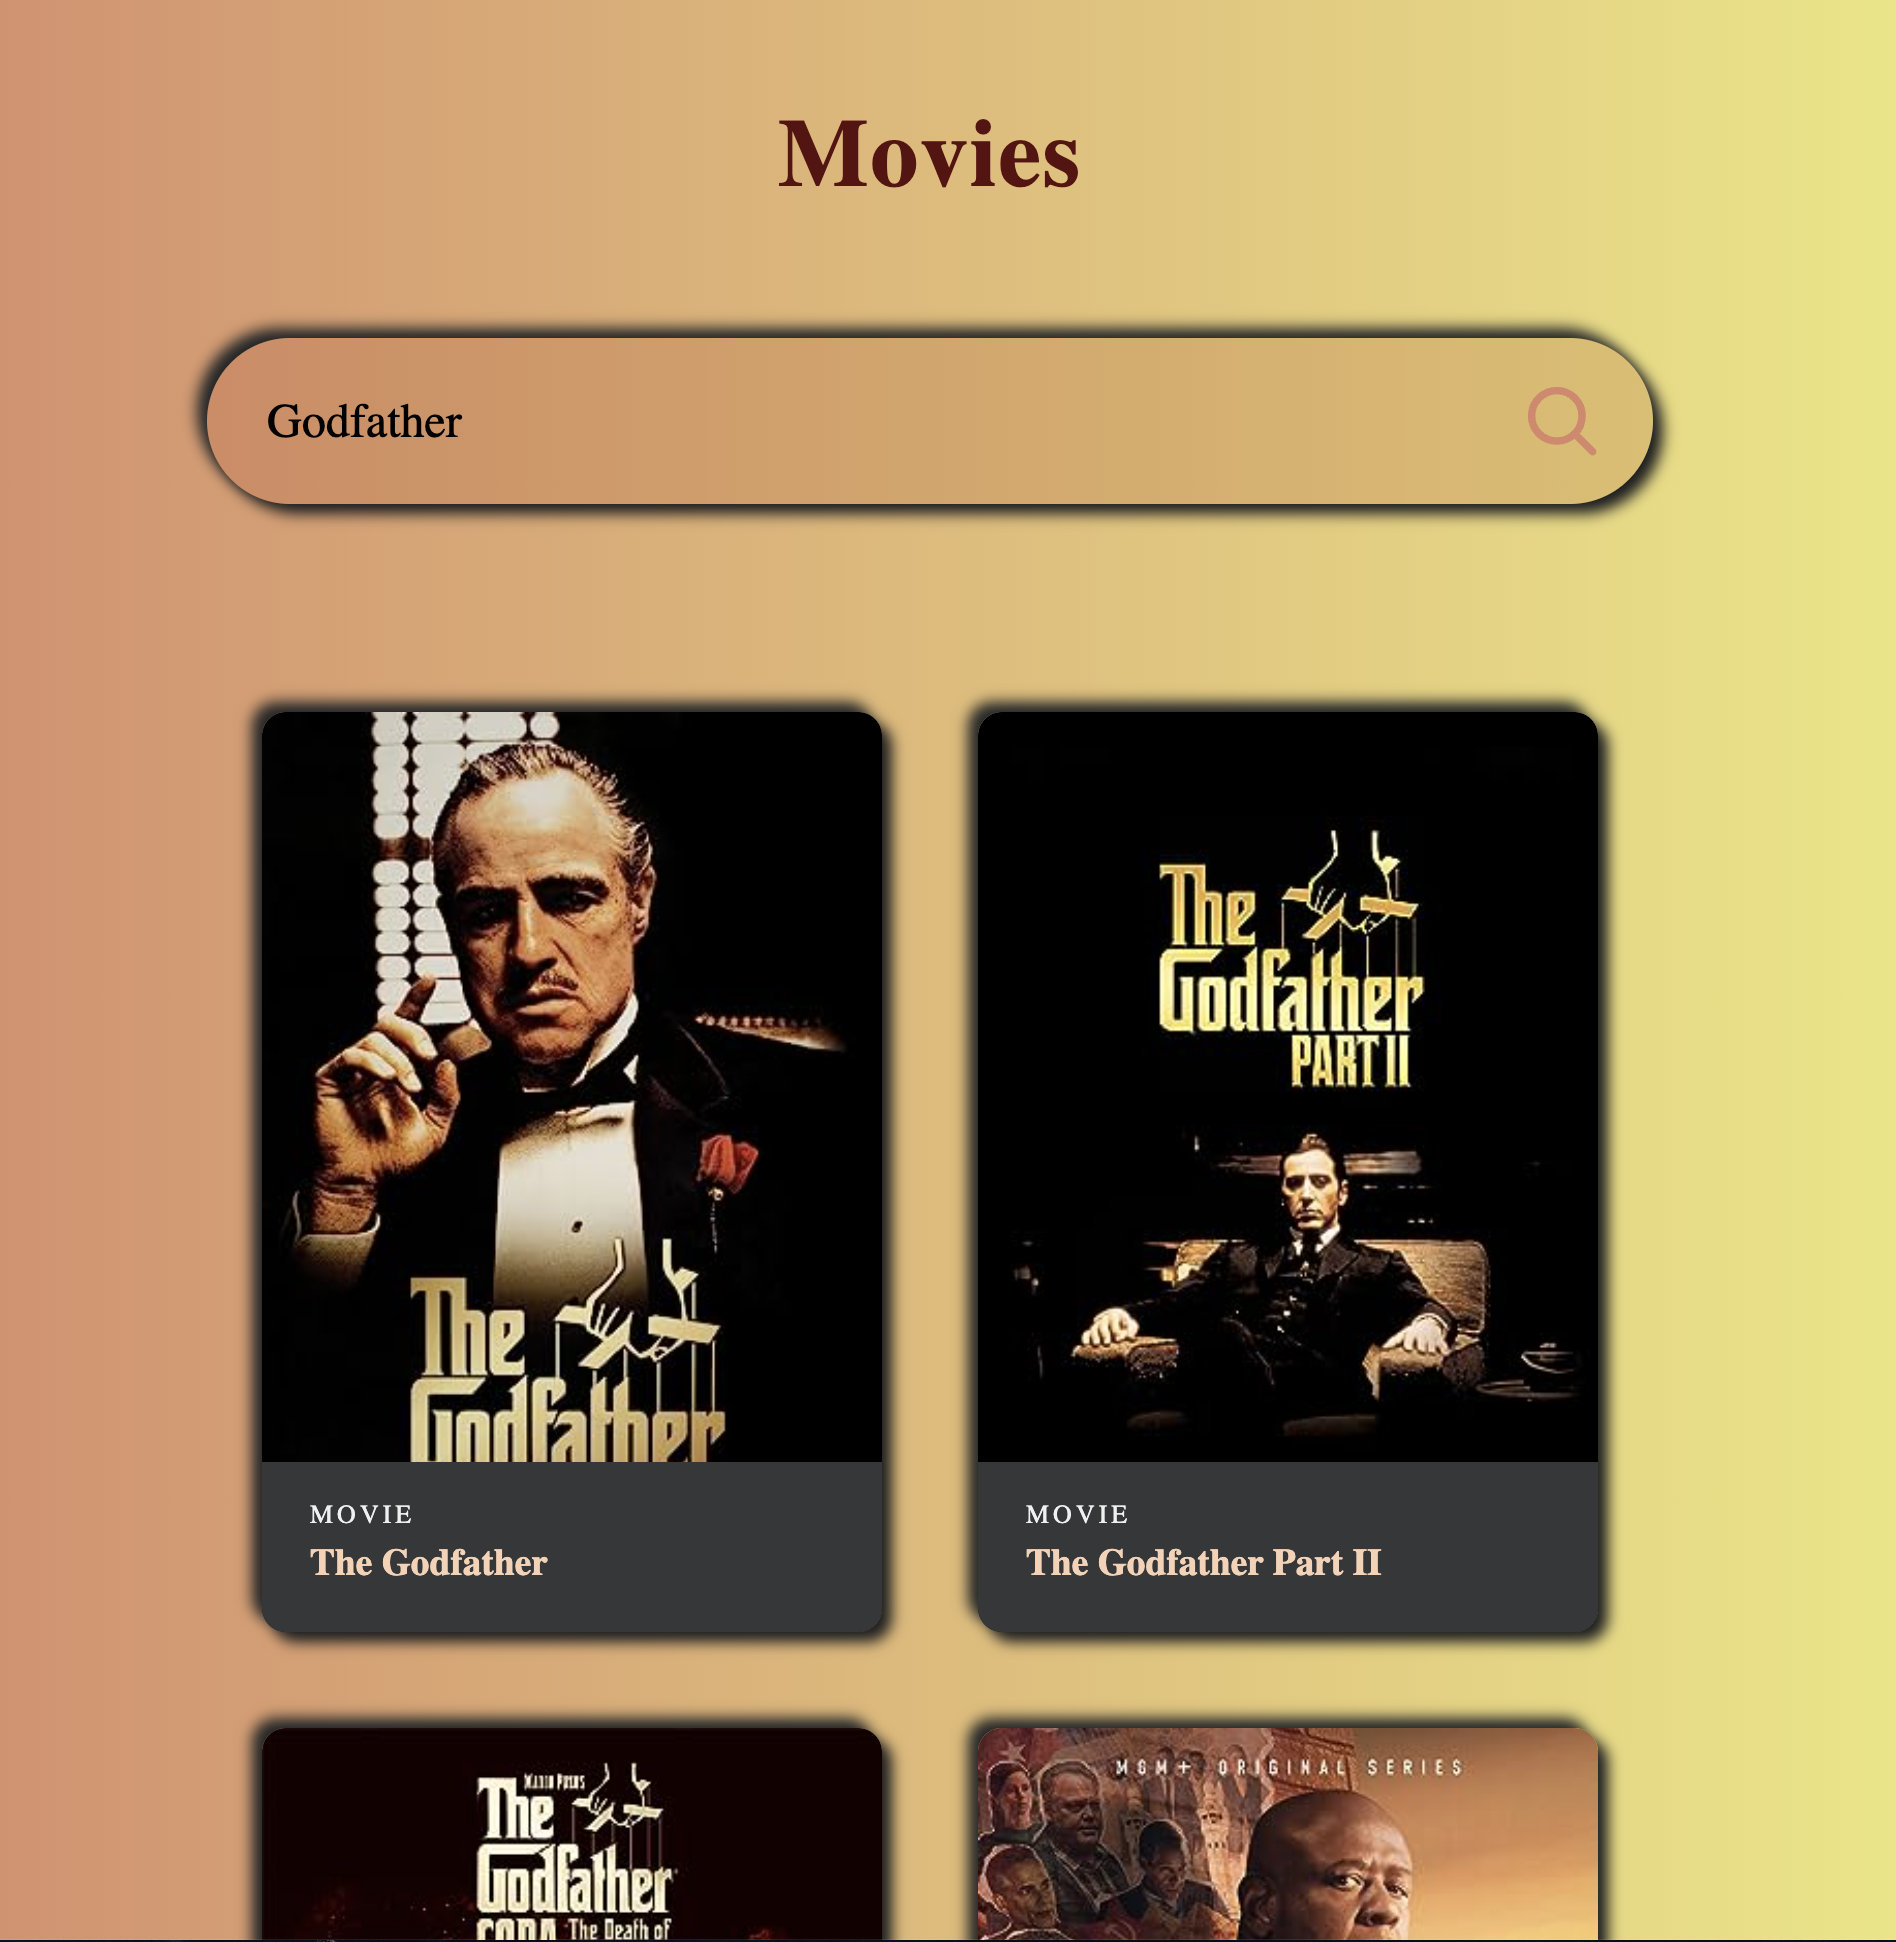 Movies
Godfather
The
Godfather
The
Godfather
PART II
MOVIE
The Godfather
MOVIE
The Godfather Part II
MARIO PUZO'S
The
Godfather
CODA The Death of
MGM+ ORIGINAL SERIES